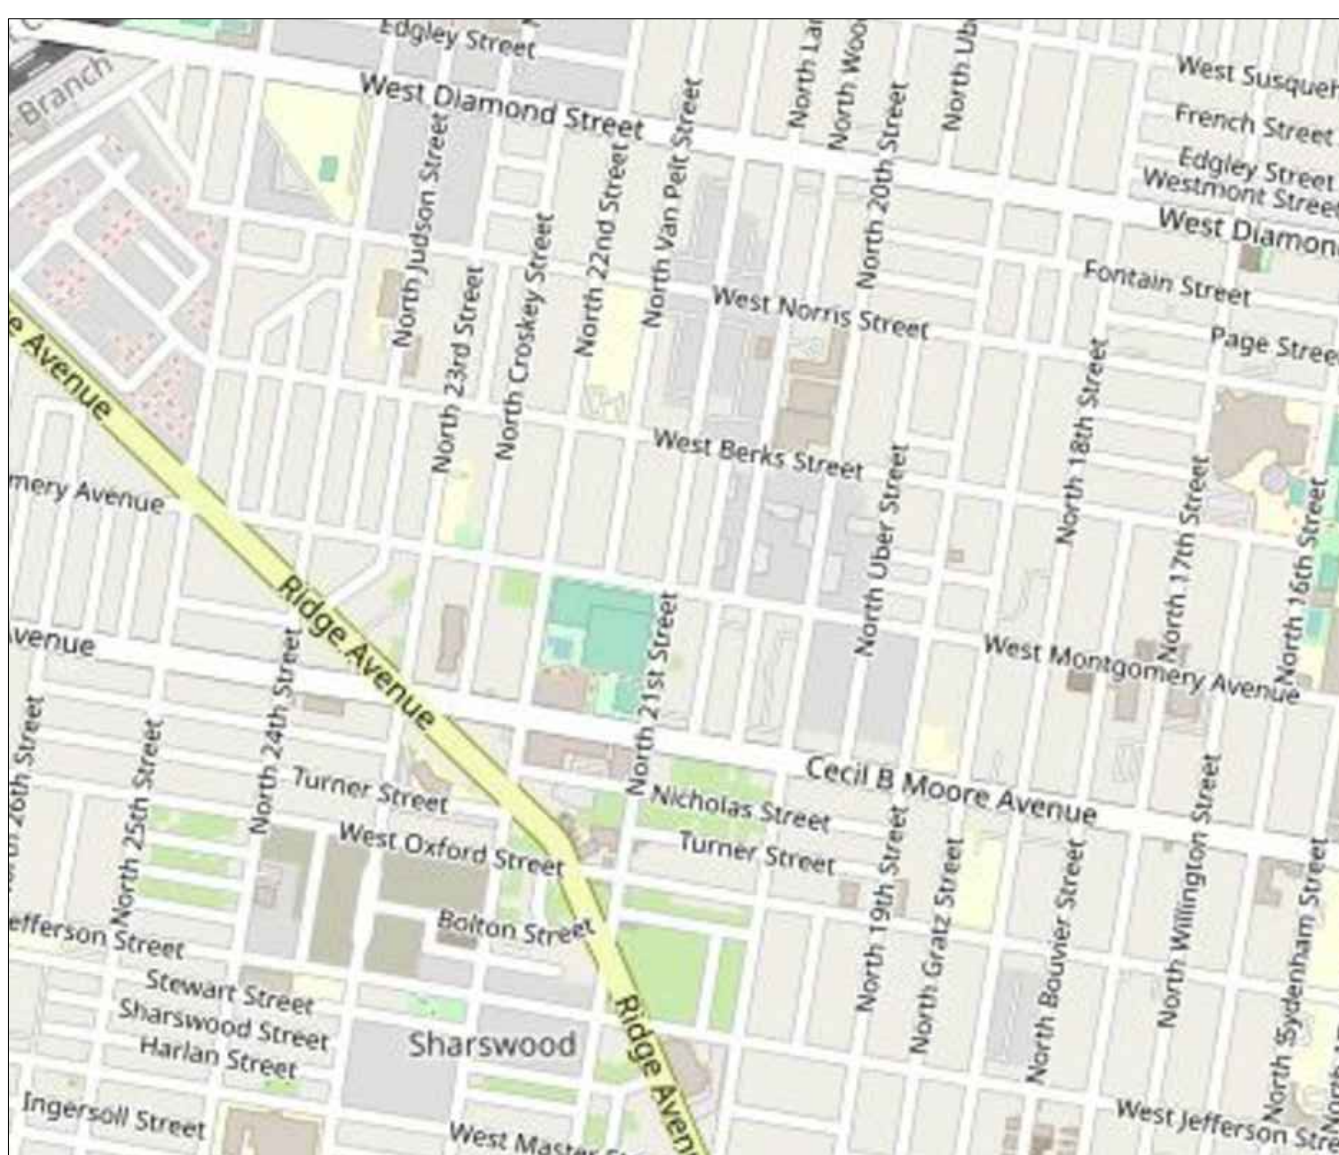 Edgley Street
West Diamond Street
Branch
North Judson Street
North 23rd Street
North Croskey Street
North 22nd Street
North Van Pelt Street
North 20th Street
West Susqueh
French Street
Edgley Street
Westmont Street
West Diamon
Fontain Street
Page Stree
West Norris Street
West Berks Street
North 18th Street
North 17th Street
North 16th Street
North Uber Street
e Avenue
mery Avenue
Ridge Avenue
West Montgomery Avenue
venue
North 21st Street
North 24th Street
North 25th Street
26th Street
Cecil B Moore Avenue
Turner Street
Nicholas Street
West Oxford Street
Turner Street
Bolton Street
North 19th Street
North Gratz Street
North Bouvier Street
North Willington Street
Sydenham Street
efferson Street
Stewart Street
Sharswood Street
Harlan Street
Sharswood
Ridge Aven
Ingersoll Street
West Master
West Jefferson Stre